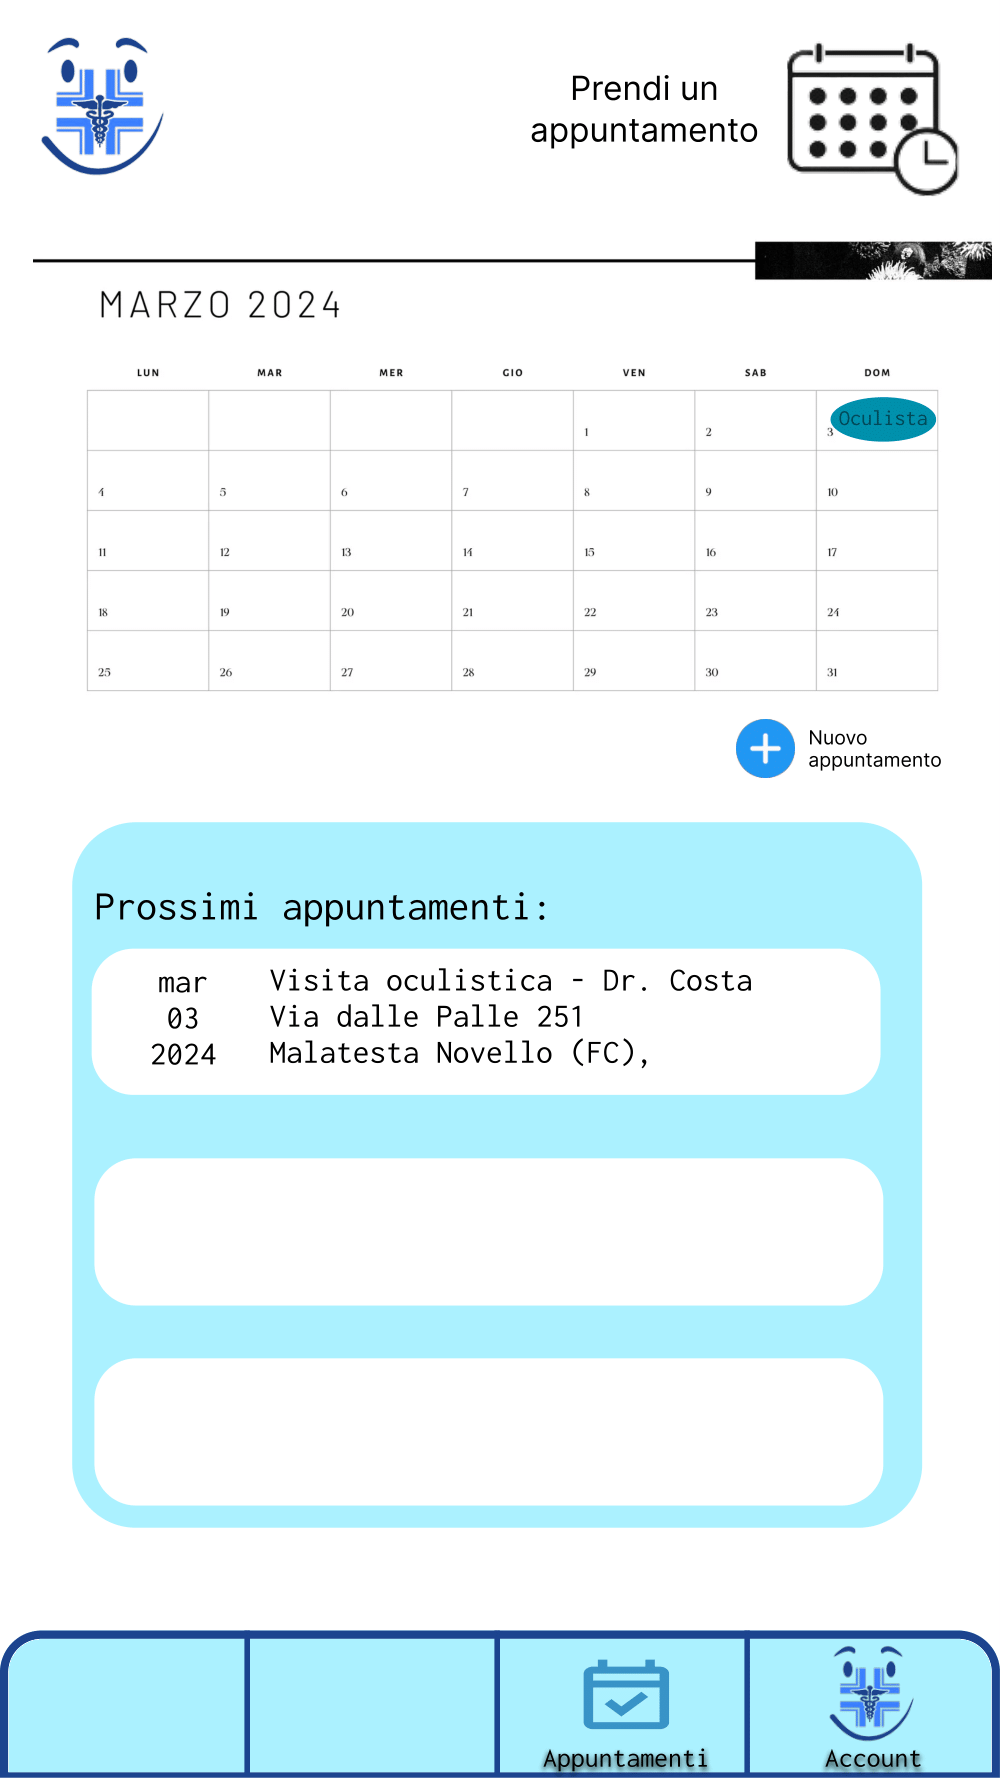 Prendi un
appuntamento
MARZO 2024
LUN MAR MER GIO VEN SAB DOM
Oculista
1 2 3
4 5 6 7 8 9 10
11 12 13 14 15 16 17
18 19 20 21 22 23 24
25 26 27 28 29 30 31
Nuovo
appuntamento
Prossimi appuntamenti:
mar
03
2024
Visita oculistica - Dr. Costa
Via dalle Palle 251
Malatesta Novello (FC),
Appuntamenti
Account